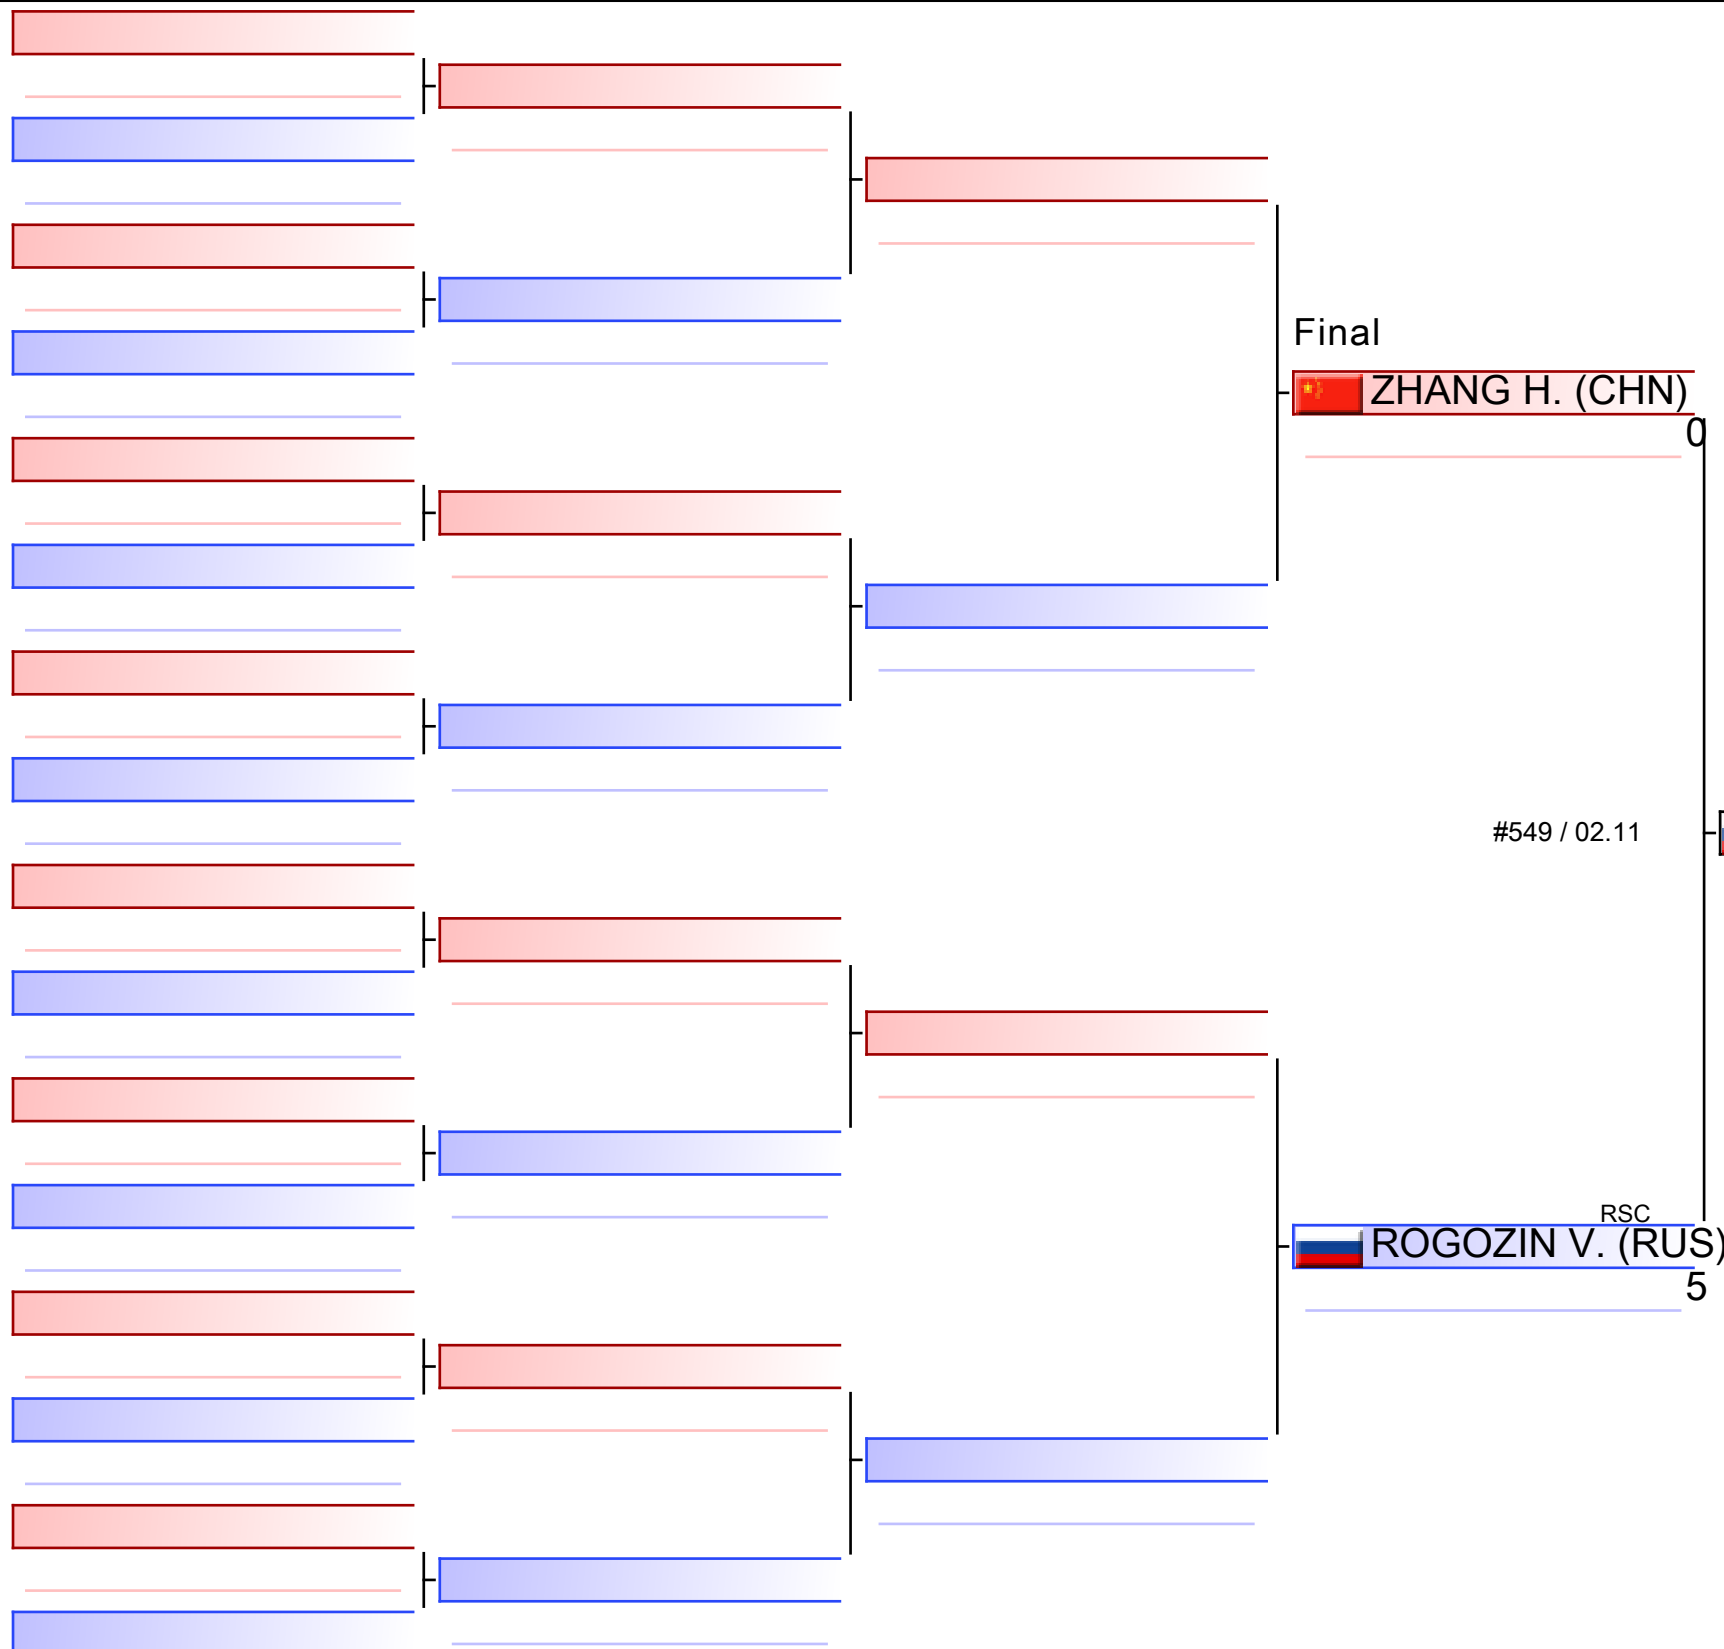 Final
ZHANG H. (CHN)
0
#549 / 02.11
RSC
ROGOZIN V. (RUS)
5